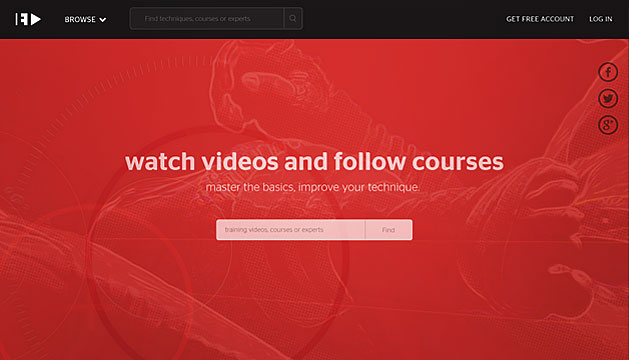 BROWSE
Find techniques, courses or experts
GET FREE ACCOUNT
LOG IN
watch videos and follow courses
master the basics, improve your technique.
training videos, courses or experts
Find